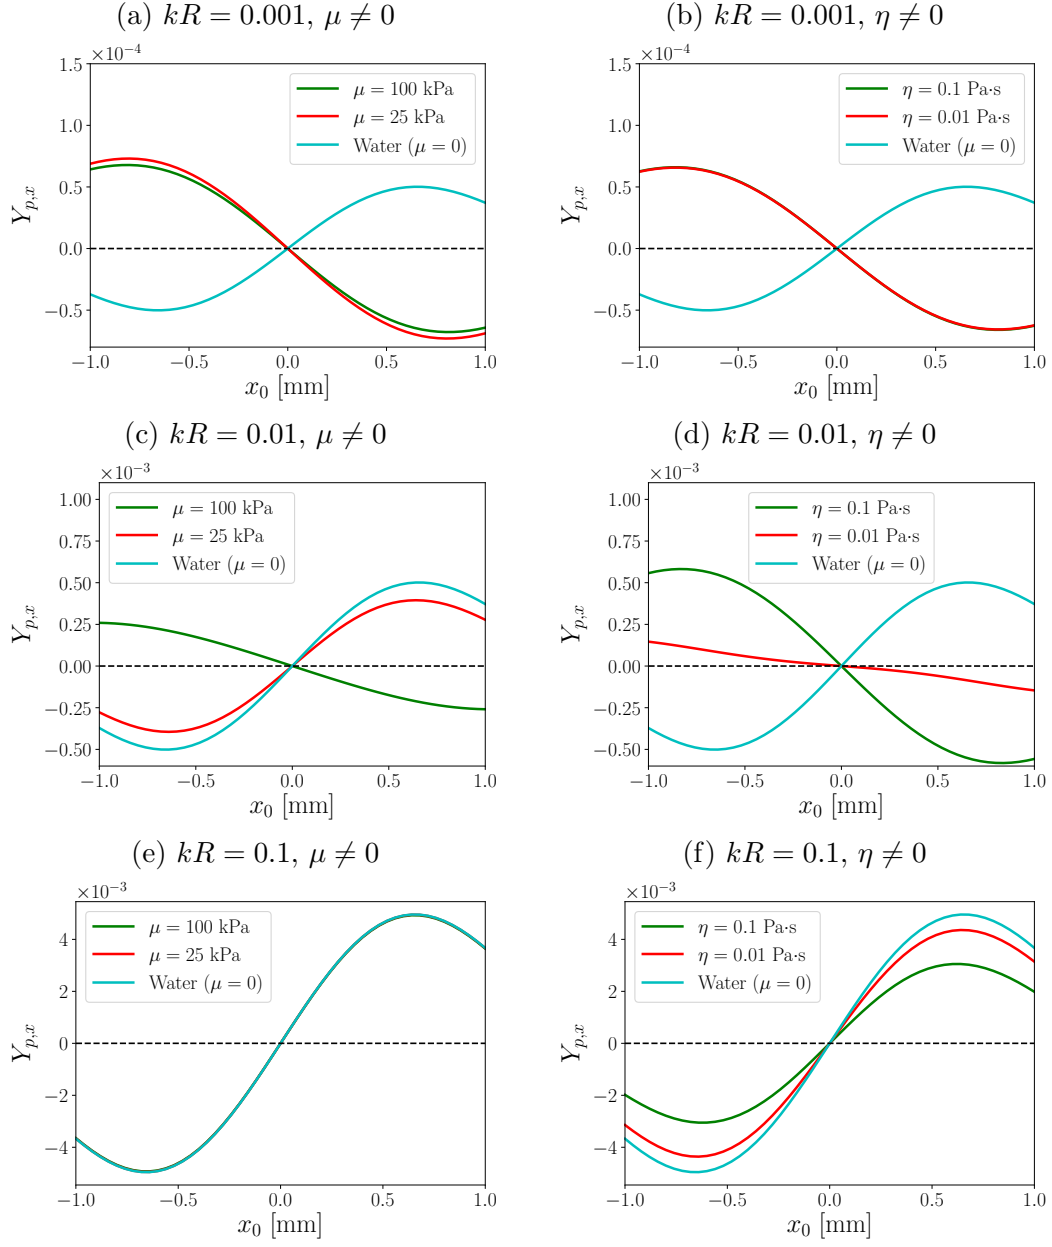 (a) kR = 0.001, μ ≠ 0
×10⁻⁴
1.5
1.0
0.5
0.0
−0.5
Y_{p,x}
μ = 100 kPa
μ = 25 kPa
Water (μ = 0)
−1.0 −0.5 0.0 0.5 1.0
x₀ [mm]
(b) kR = 0.001, η ≠ 0
×10⁻⁴
1.5
1.0
0.5
0.0
−0.5
Y_{p,x}
η = 0.1 Pa·s
η = 0.01 Pa·s
Water (μ = 0)
−1.0 −0.5 0.0 0.5 1.0
x₀ [mm]
(c) kR = 0.01, μ ≠ 0
×10⁻³
1.00
0.75
0.50
0.25
0.00
−0.25
−0.50
Y_{p,x}
μ = 100 kPa
μ = 25 kPa
Water (μ = 0)
−1.0 −0.5 0.0 0.5 1.0
x₀ [mm]
(d) kR = 0.01, η ≠ 0
×10⁻³
1.00
0.75
0.50
0.25
0.00
−0.25
−0.50
Y_{p,x}
η = 0.1 Pa·s
η = 0.01 Pa·s
Water (μ = 0)
−1.0 −0.5 0.0 0.5 1.0
x₀ [mm]
(e) kR = 0.1, μ ≠ 0
×10⁻³
4
2
0
−2
−4
Y_{p,x}
μ = 100 kPa
μ = 25 kPa
Water (μ = 0)
−1.0 −0.5 0.0 0.5 1.0
x₀ [mm]
(f) kR = 0.1, η ≠ 0
×10⁻³
4
2
0
−2
−4
Y_{p,x}
η = 0.1 Pa·s
η = 0.01 Pa·s
Water (μ = 0)
−1.0 −0.5 0.0 0.5 1.0
x₀ [mm]